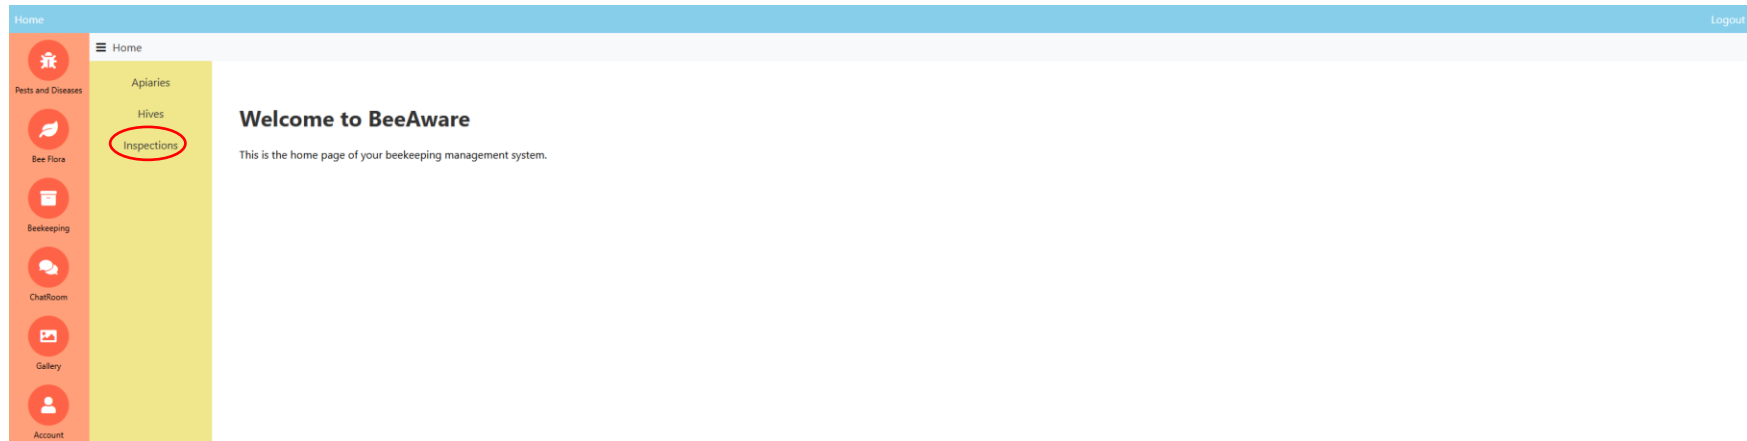 Home
Logout
Pests and Diseases
Bee Flora
Beekeeping
ChatRoom
Gallery
Account
Home
Apiaries
Hives
Inspections
Welcome to BeeAware
This is the home page of your beekeeping management system.